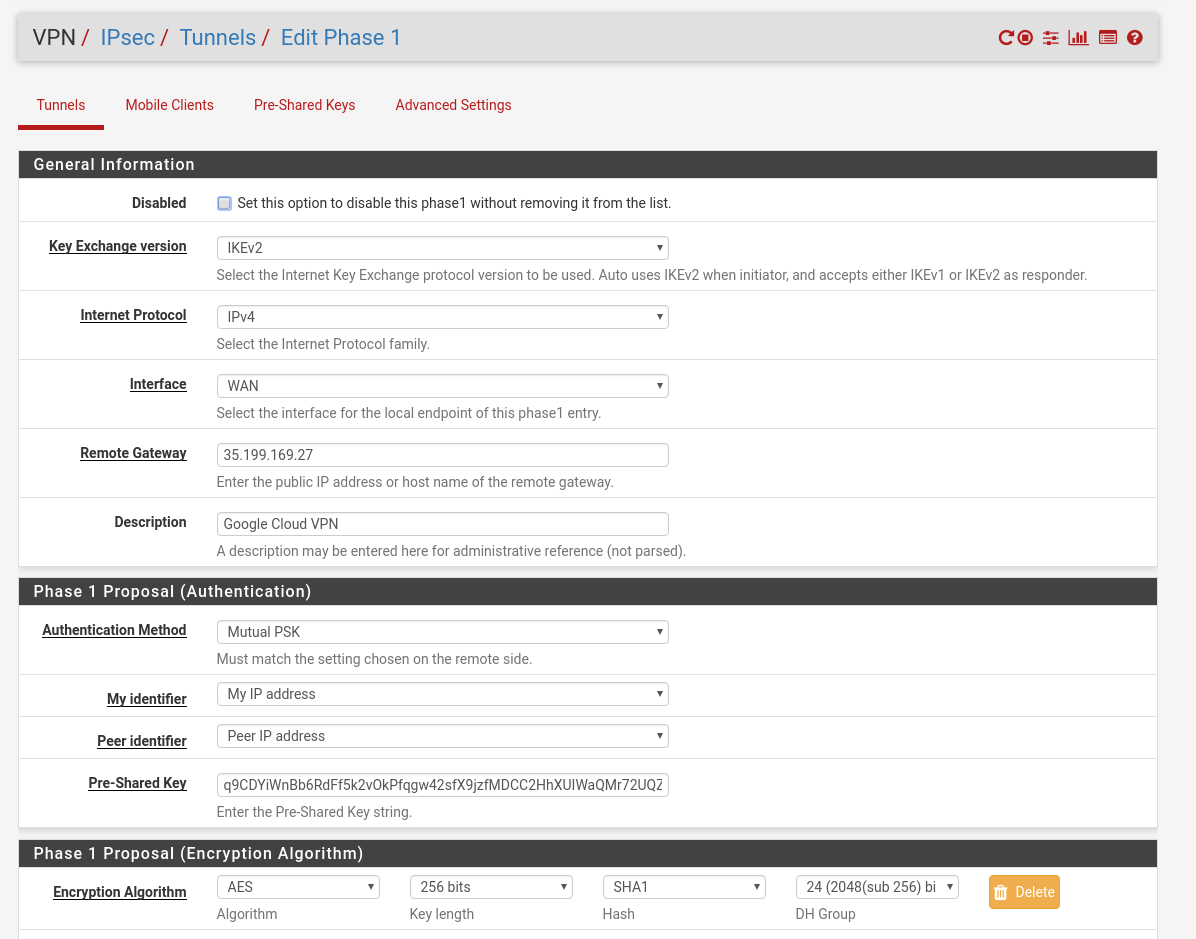 VPN / IPsec / Tunnels / Edit Phase 1
Tunnels Mobile Clients Pre-Shared Keys Advanced Settings
General Information
Disabled Set this option to disable this phase1 without removing it from the list.
Key Exchange version IKEv2
Select the Internet Key Exchange protocol version to be used. Auto uses IKEv2 when initiator, and accepts either IKEv1 or IKEv2 as responder.
Internet Protocol IPv4
Select the Internet Protocol family.
Interface WAN
Select the interface for the local endpoint of this phase1 entry.
Remote Gateway 35.199.169.27
Enter the public IP address or host name of the remote gateway.
Description Google Cloud VPN
A description may be entered here for administrative reference (not parsed).
Phase 1 Proposal (Authentication)
Authentication Method Mutual PSK
Must match the setting chosen on the remote side.
My identifier My IP address
Peer identifier Peer IP address
Pre-Shared Key q9CDYiWnBb6RdFf5k2vOkPfqgw42sfX9jzfMDCC2HhXUIWaQMr72UQZ
Enter the Pre-Shared Key string.
Phase 1 Proposal (Encryption Algorithm)
Encryption Algorithm AES 256 bits SHA1 24 (2048(sub 256) bi Delete
Algorithm Key length Hash DH Group